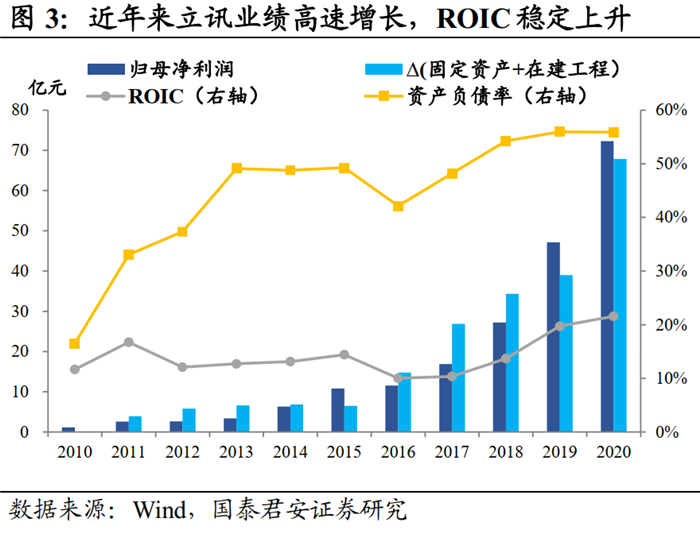 图 3：近年来立讯业绩高速增长，ROIC 稳定上升
归母净利润 Δ(固定资产+在建工程）
亿元 ROIC（右轴） 资产负债率（右轴）
80 60%
70 50%
60
50 40%
40 30%
30 20%
20
10 10%
0 0%
2010 2011 2012 2013 2014 2015 2016 2017 2018 2019 2020
数据来源：Wind，国泰君安证券研究